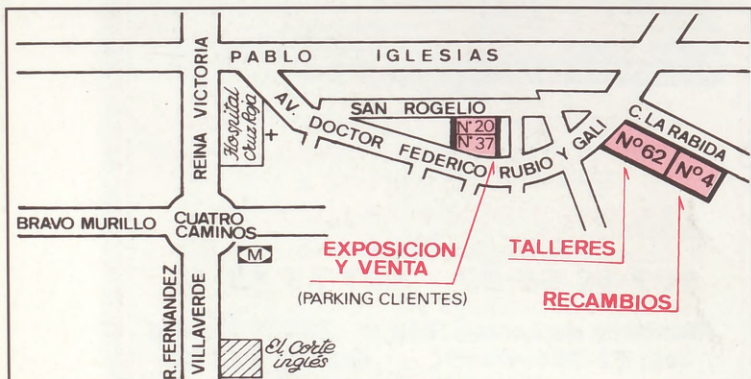 PABLO IGLESIAS
REINA VICTORIA
Hospital
Cruz Roja
AV. DOCTOR FEDERICO RUBIO Y GALI
SAN ROGELIO
Nº20
Nº37
C. LA RABIDA
Nº62
Nº4
BRAVO MURILLO
CUATRO
CAMINOS
M
EXPOSICION
Y VENTA
(PARKING CLIENTES)
TALLERES
RECAMBIOS
R. FERNANDEZ
VILLAVERDE
El Corte
inglés